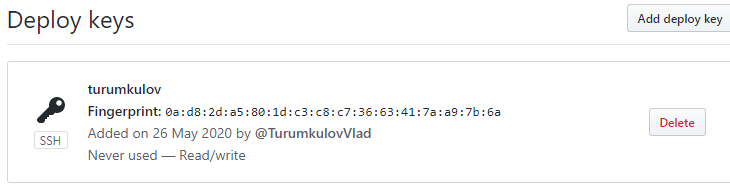 Deploy keys
Add deploy key
turumkulov
Fingerprint: 0a:d8:2d:a5:80:1d:c3:c8:c7:36:63:41:7a:a9:7b:6a
SSH
Added on 26 May 2020 by @TurumkulovVlad
Delete
Never used — Read/write